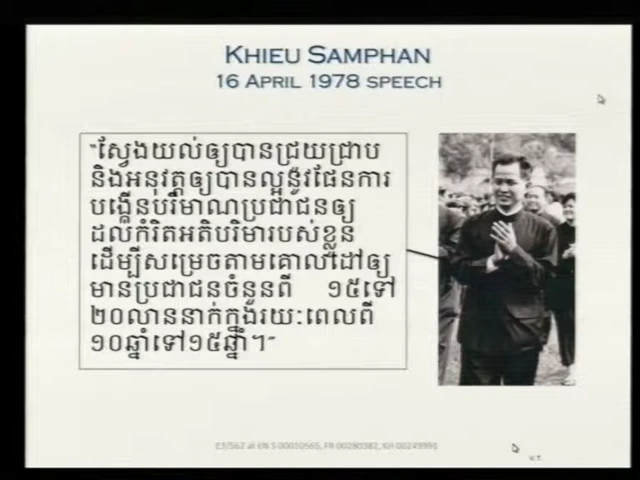 KHIEU SAMPHAN
16 APRIL 1978 SPEECH
"ស្វែងយល់ឲ្យបានជ្រួយជ្រាប
និងអនុវត្តឲ្យបានល្អនូវផែនការ
បង្កើនបរិមាណប្រជាជនឲ្យ
ដល់កំរិតអតិបរិមារបស់ខ្លួន
ដើម្បីសម្រេចតាមគោលដៅឲ្យ
មានប្រជាជនចំនួនពី ១៥ទៅ
២០លាននាក់ក្នុងរយៈពេលពី
១០ឆ្នាំទៅ១៥ឆ្នាំ។"
V.T.